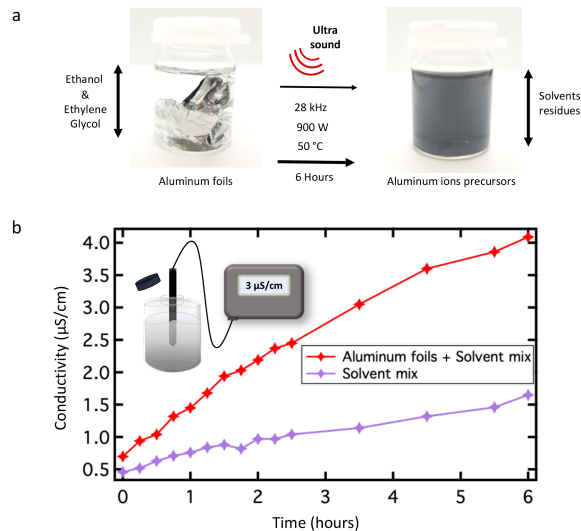 a
Ultra
sound
Ethanol
&
Ethylene
Glycol
28 kHz
900 W
50 °C
6 Hours
Solvents
residues
Aluminum foils
Aluminum ions precursors
b
4.0
3.5
3.0
2.5
2.0
1.5
1.0
0.5
Conductivity (µS/cm)
3 µS/cm
Aluminum foils + Solvent mix
Solvent mix
0
1
2
3
4
5
6
Time (hours)